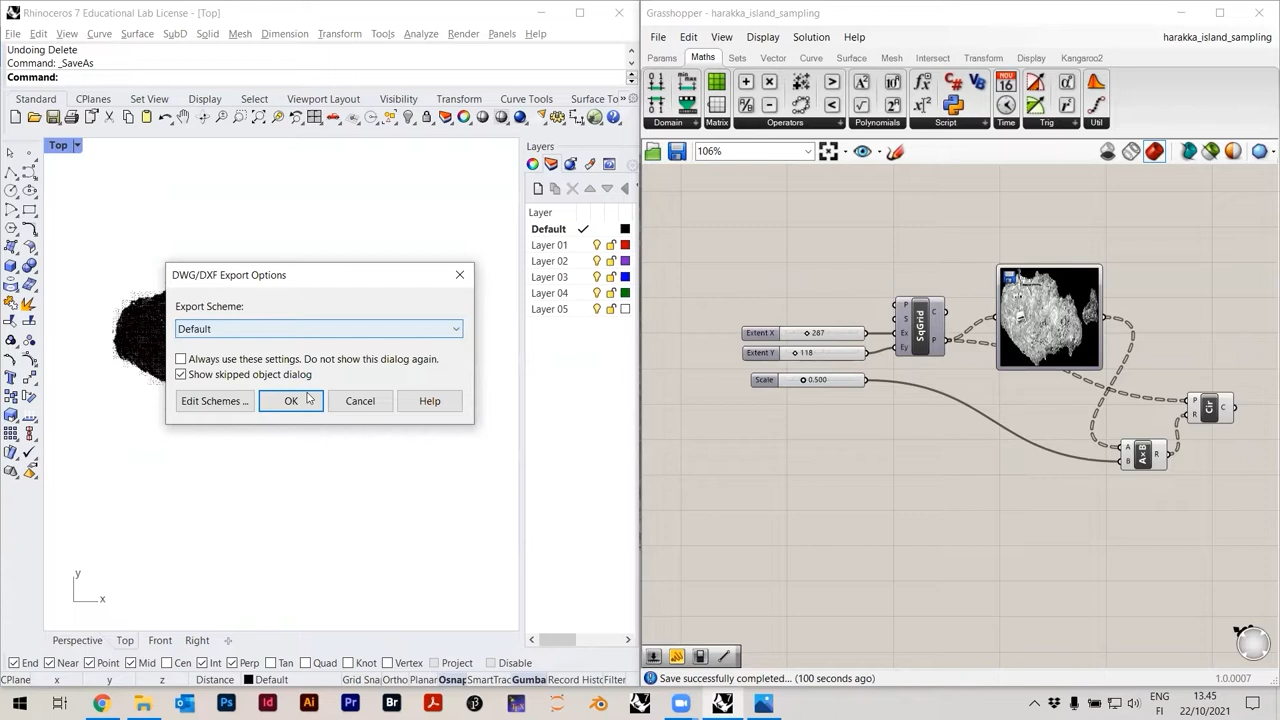 Rhinoceros 7 Educational Lab License - [Top]
File Edit View Curve Surface SubD Solid Mesh Dimension Transform Tools Analyze Render Panels Help
Undoing Delete
Command: _SaveAs
Command:
Standard CPlanes Set View Display Select Viewport Layout Visibility Transform Curve Tools Surface To »
Top
Layers
Layer
Default
Layer 01
Layer 02
Layer 03
Layer 04
Layer 05
DWG/DXF Export Options
Export Scheme:
Default
Always use these settings. Do not show this dialog again.
Show skipped object dialog
Edit Schemes ... OK Cancel Help
y
x
Perspective Top Front Right
End Near Point Mid Cen Int Perp Tan Quad Knot Vertex Project Disable
CPlane x y z Distance Default Grid Snap Ortho Planar Osnap SmartTrac Gumba Record Histo Filter
Grasshopper - harakka_island_sampling
File Edit View Display Solution Help harakka_island_sampling
Params Maths Sets Vector Curve Surface Mesh Intersect Transform Display Kangaroo2
Domain Matrix Operators Polynomials Script Time Trig Util
106%
Extent X 287
Extent Y 118
Scale 0.500
P S Ex Ey SqGrid C P
A B A×B R
P R Cir C
Save successfully completed... (100 seconds ago) 1.0.0007
ENG 13.45
FI 22/10/2021